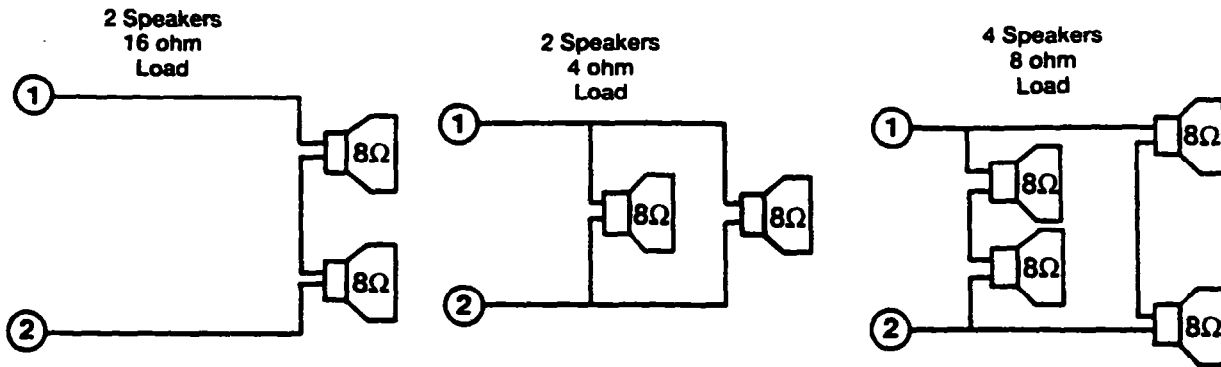 2 Speakers
16 ohm
Load
1
8Ω
8Ω
2
2 Speakers
4 ohm
Load
1
8Ω
8Ω
2
4 Speakers
8 ohm
Load
1
8Ω
8Ω
8Ω
2
8Ω